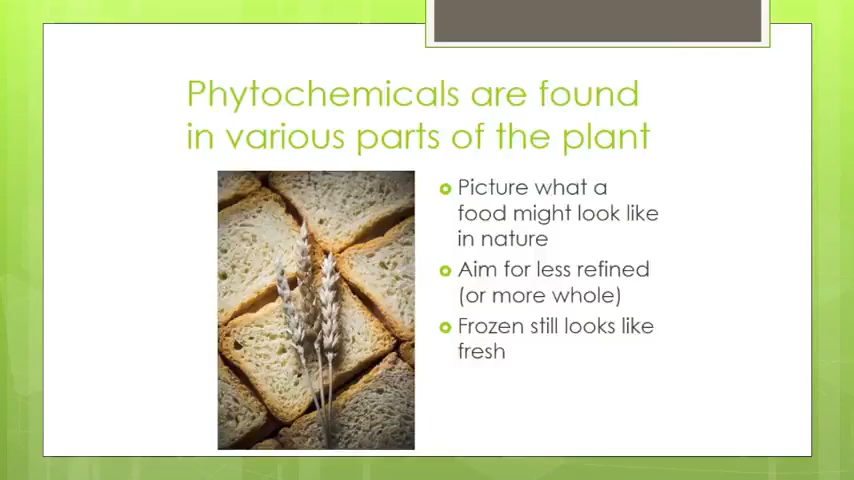 Phytochemicals are found
in various parts of the plant
Picture what a
food might look like
in nature
Aim for less refined
(or more whole)
Frozen still looks like
fresh